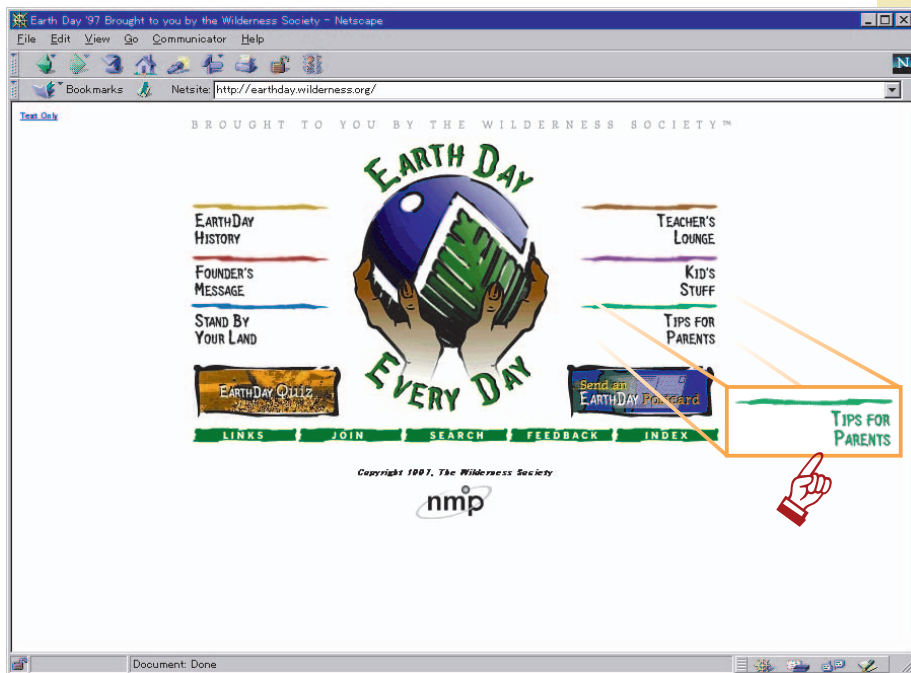 Earth Day '97 Brought to you by the Wilderness Society - Netscape
File Edit View Go Communicator Help
N
Bookmarks Netsite: http://earthday.wilderness.org/
Text Only
BROUGHT TO YOU BY THE WILDERNESS SOCIETY™
EARTH DAY
EARTHDAY
HISTORY
FOUNDER'S
MESSAGE
STAND BY
YOUR LAND
TEACHER'S
LOUNGE
KID'S
STUFF
TIPS FOR
PARENTS
EVERY DAY
EARTHDAY QUIZ
Send an
EARTHDAY Postcard
TIPS FOR
PARENTS
LINKS JOIN SEARCH FEEDBACK INDEX
Copyright 1997, The Wilderness Society
nmp
Document: Done